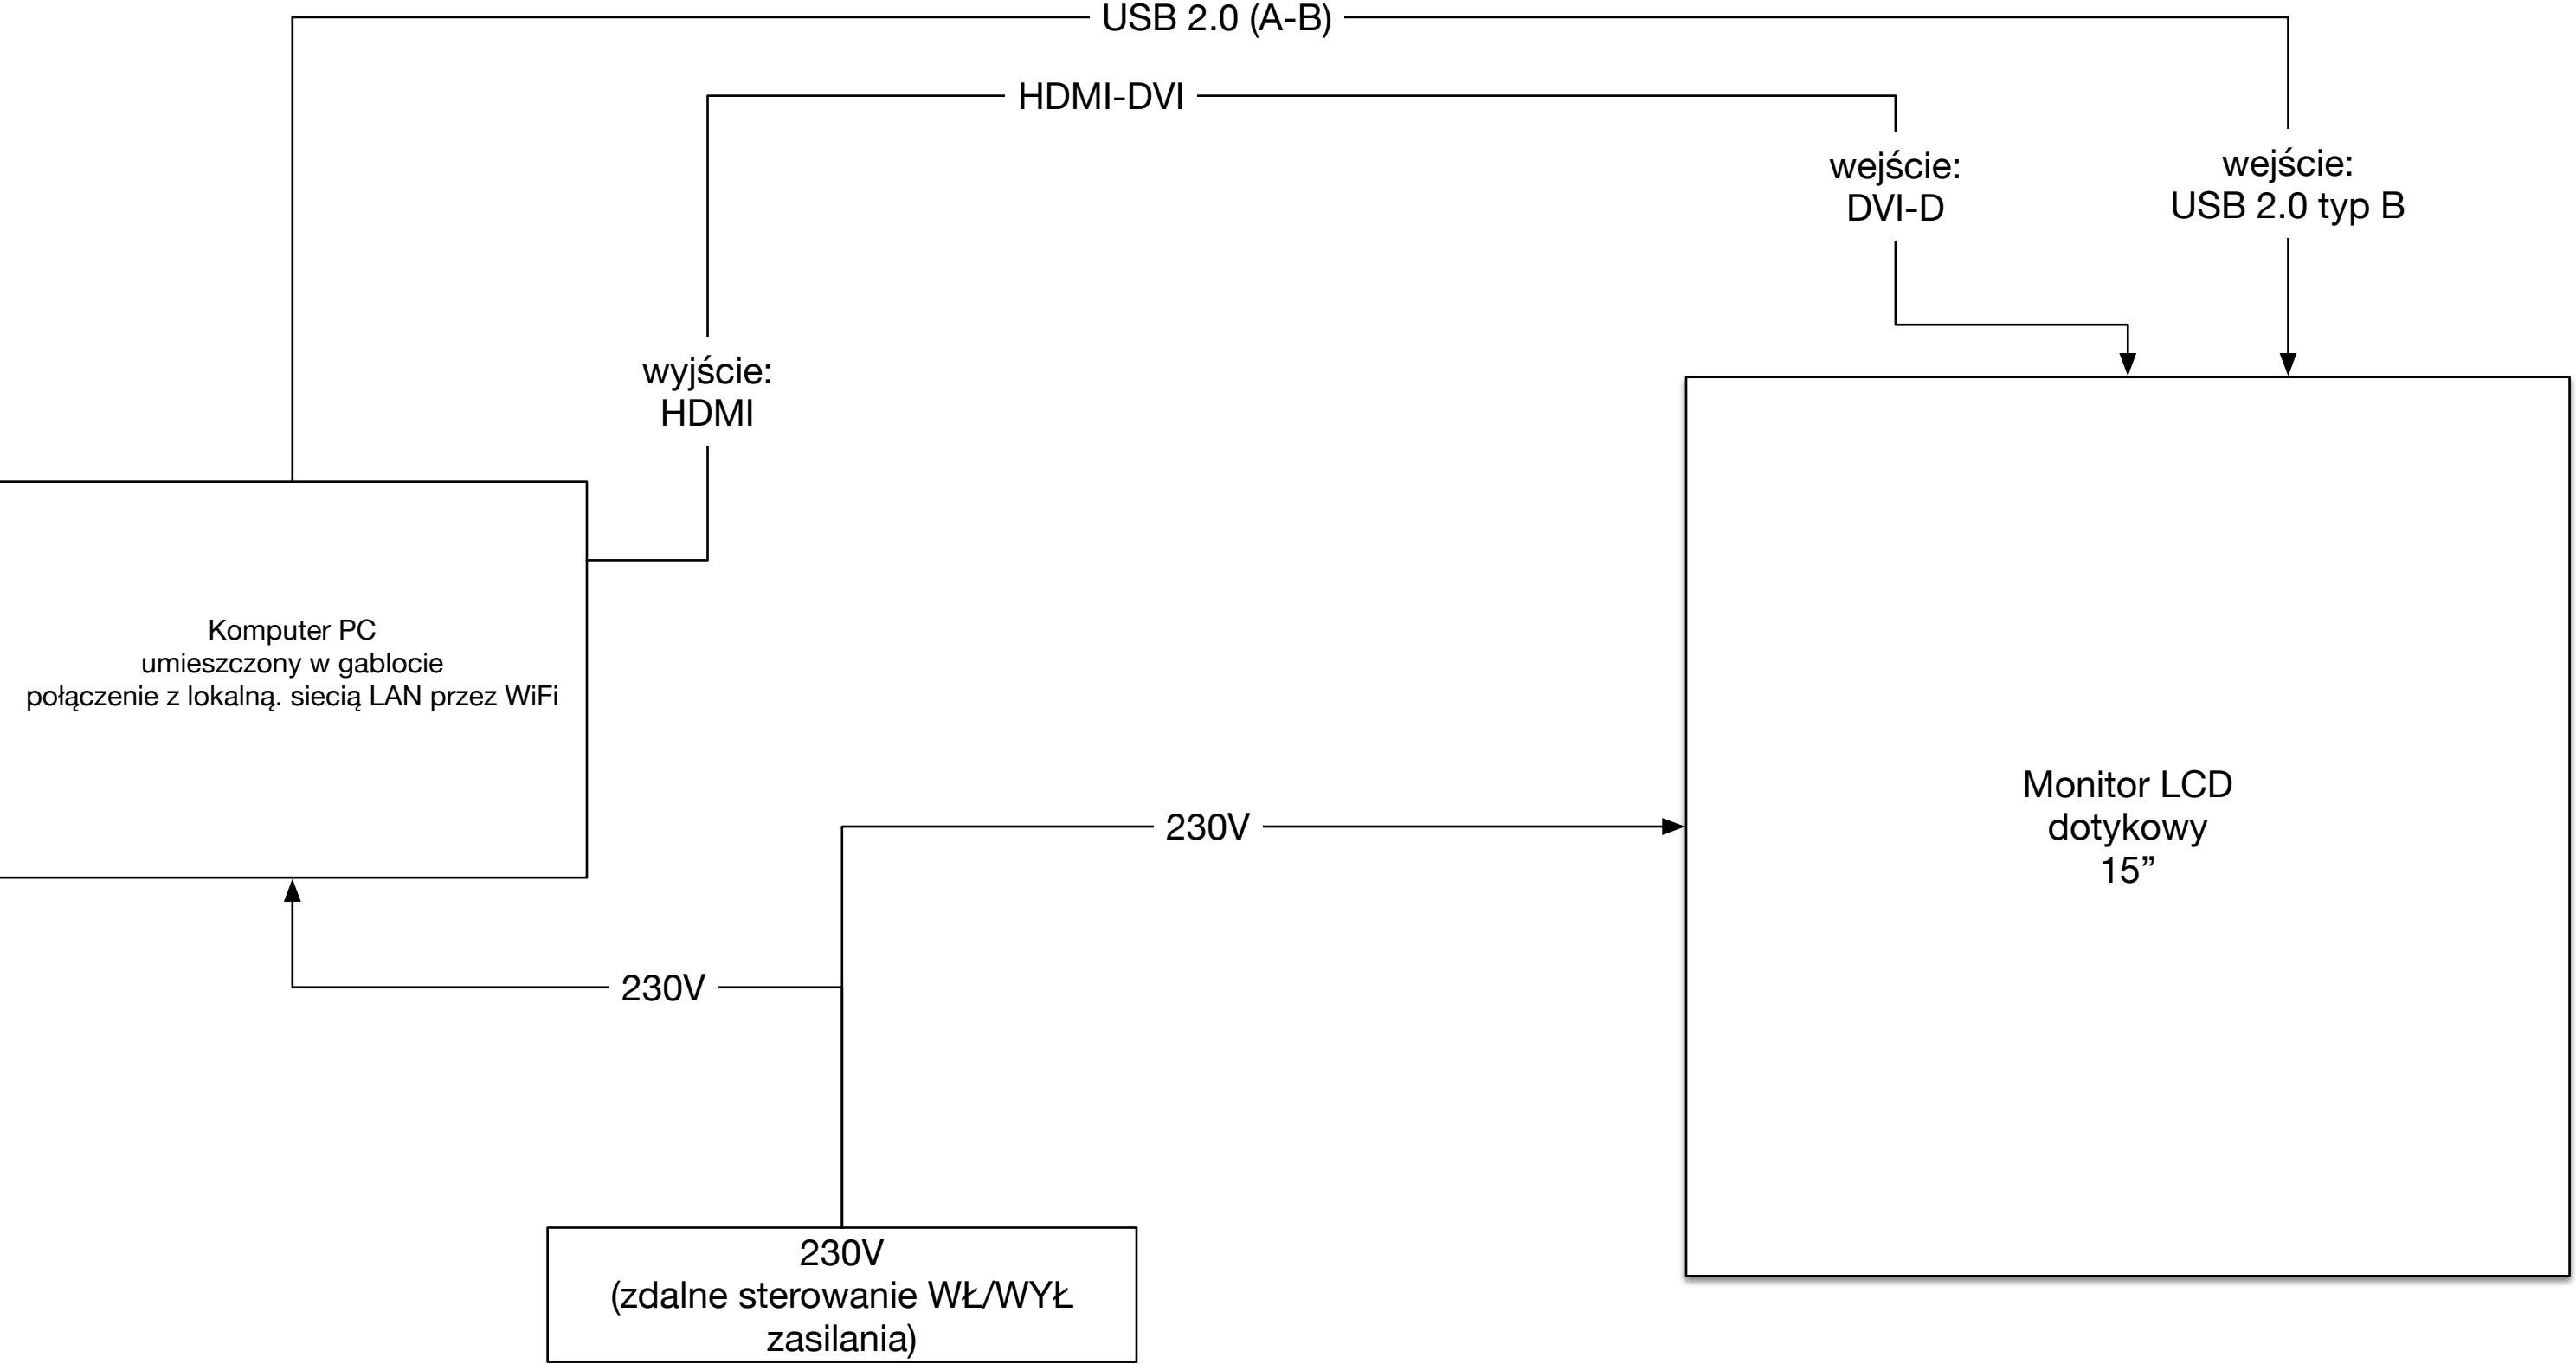 USB 2.0 (A-B)
HDMI-DVI
wejście:
DVI-D
wejście:
USB 2.0 typ B
wyjście:
HDMI
Komputer PC
umieszczony w gablocie
połączenie z lokalną. siecią LAN przez WiFi
230V
Monitor LCD
dotykowy
15”
230V
230V
(zdalne sterowanie WŁ/WYŁ
zasilania)